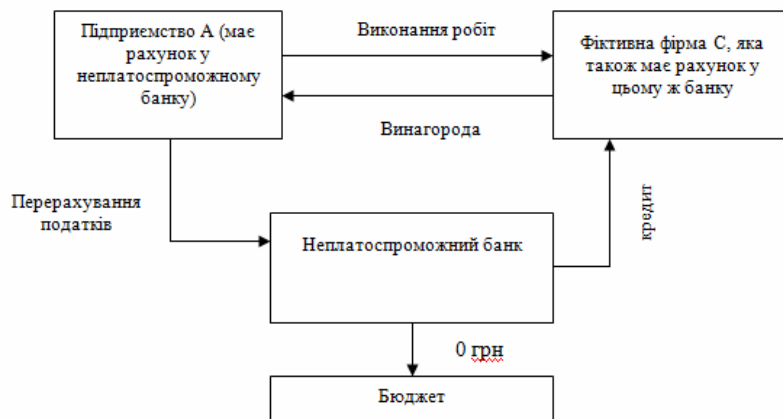 Підприємство А (має
рахунок у
неплатоспроможному
банку)
Виконання робіт
Фіктивна фірма С, яка
також має рахунок у
цьому ж банку
Винагорода
Перерахування
податків
кредит
Неплатоспроможний банк
0 грн
Бюджет